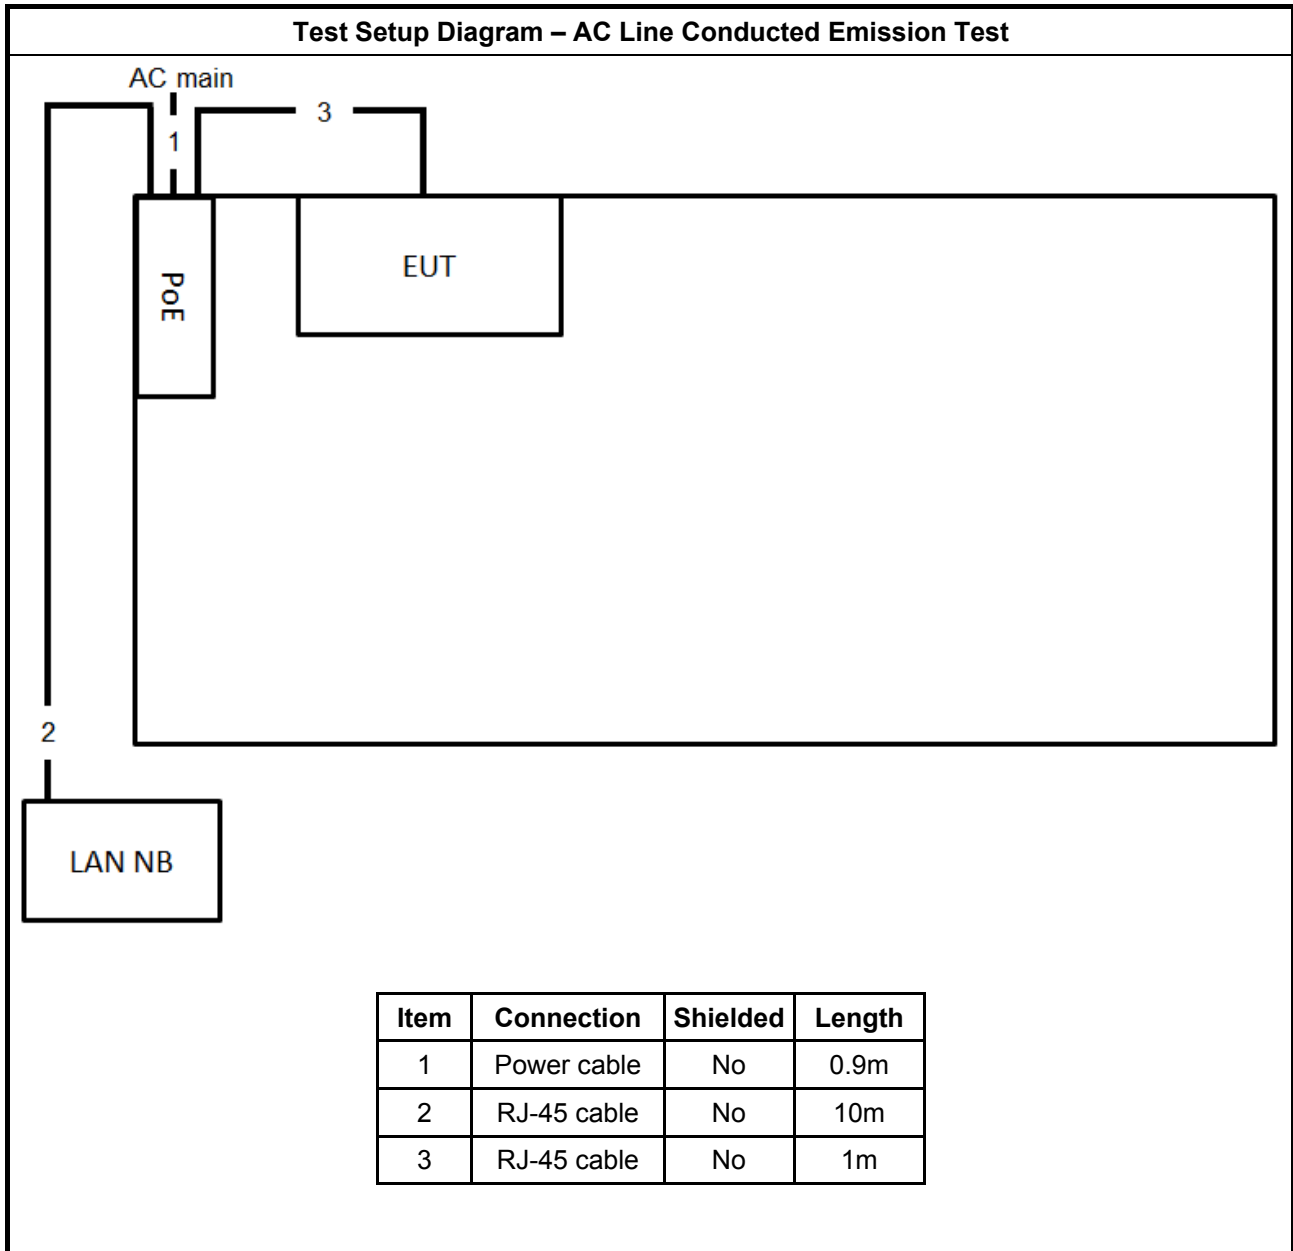 Test Setup Diagram – AC Line Conducted Emission Test
AC main
3
1
PoE
EUT
2
LAN NB
Item Connection Shielded Length
1 Power cable No 0.9m
2 RJ-45 cable No 10m
3 RJ-45 cable No 1m